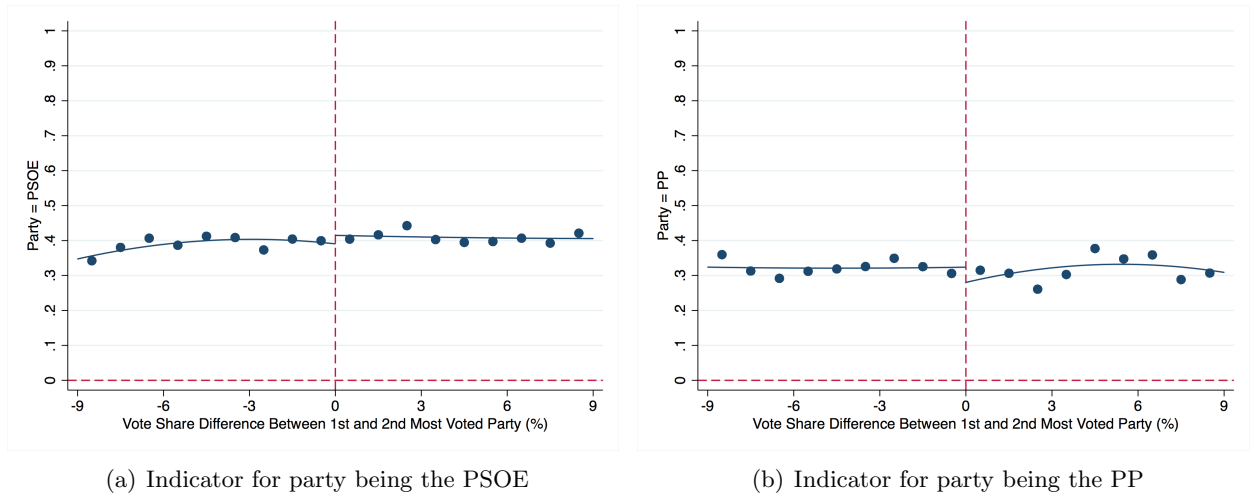 Party = PSOE
1
.9
.8
.7
.6
.5
.4
.3
.2
.1
0
-9 -6 -3 0 3 6 9
Vote Share Difference Between 1st and 2nd Most Voted Party (%)
(a) Indicator for party being the PSOE
Party = PP
1
.9
.8
.7
.6
.5
.4
.3
.2
.1
0
-9 -6 -3 0 3 6 9
Vote Share Difference Between 1st and 2nd Most Voted Party (%)
(b) Indicator for party being the PP